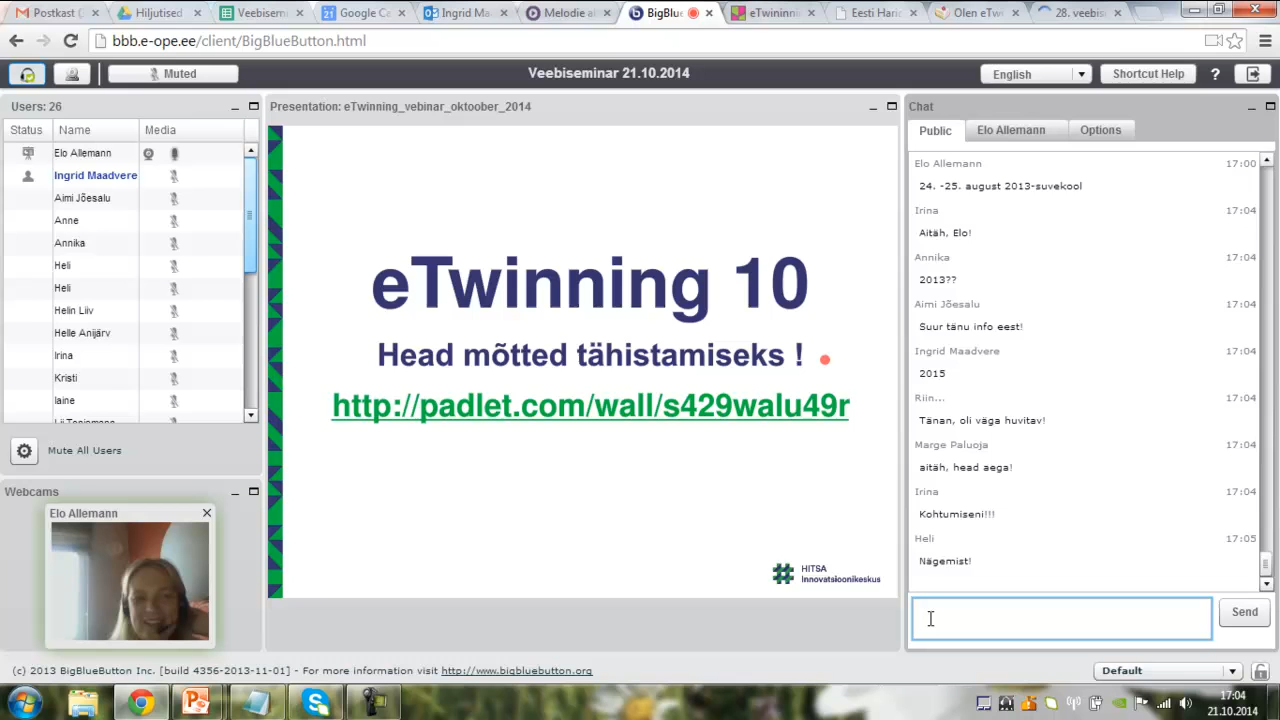 Postkast (
Hiljutised
Veebisemi
Google Ca
Ingrid Ma
Melodie al
BigBlue
eTwininin
Eesti Haric
Olen eTw
28. veebis
bbb.e-ope.ee/client/BigBlueButton.html
Muted
Veebiseminar 21.10.2014
English
Shortcut Help
?
Users: 26
Status Name Media
Elo Allemann
Ingrid Maadvere
Aimi Jõesalu
Anne
Annika
Heli
Heli
Helin Liiv
Helle Anijärv
Irina
Kristi
laine
Mute All Users
Webcams
Elo Allemann
Presentation: eTwinning_vebinar_oktoober_2014
eTwinning 10
Head mõtted tähistamiseks !
http://padlet.com/wall/s429walu49r
HITSA
Innovatsioonikeskus
Chat
Public Elo Allemann Options
Elo Allemann 17:00
24. -25. august 2013-suvekool
Irina 17:04
Aitäh, Elo!
Annika 17:04
2013??
Aimi Jõesalu 17:04
Suur tänu info eest!
Ingrid Maadvere 17:04
2015
Riin... 17:04
Tänan, oli väga huvitav!
Marge Paluoja 17:04
aitäh, head aega!
Irina 17:04
Kohtumiseni!!!
Heli 17:05
Nägemist!
Send
(c) 2013 BigBlueButton Inc. [build 4356-2013-11-01] - For more information visit http://www.bigbluebutton.org
Default
17:04
21.10.2014